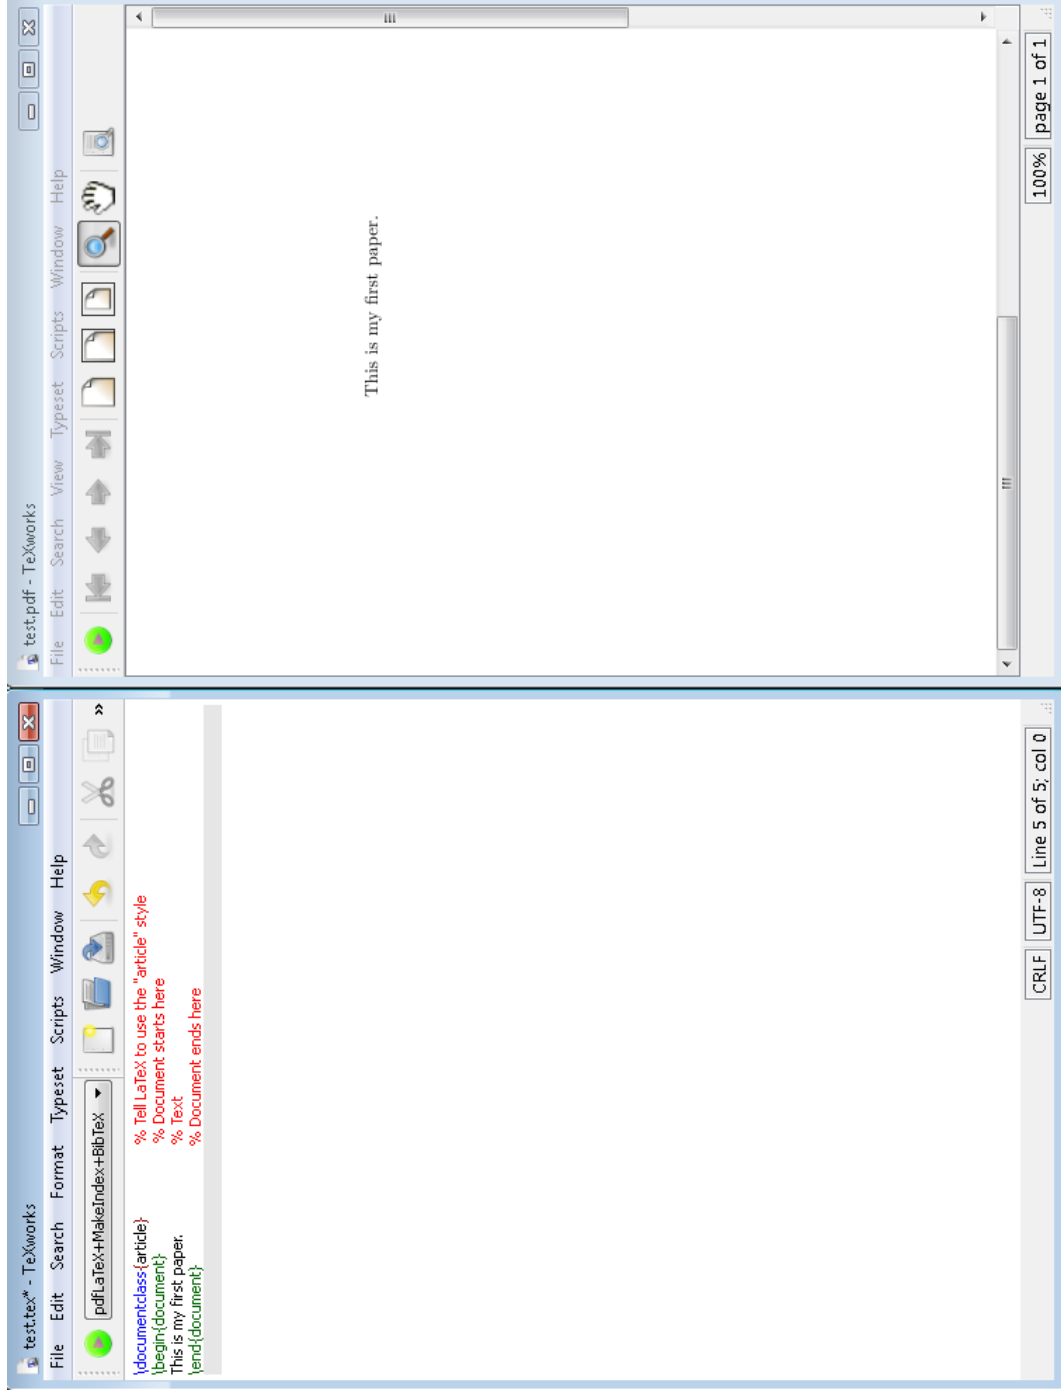 test.tex* - TeXworks
File Edit Search Format Typeset Scripts Window Help
pdfLaTeX+MakeIndex+BibTeX »
\documentclass{article} % Tell LaTeX to use the "article" style
\begin{document} % Document starts here
This is my first paper. % Text
\end{document} % Document ends here
CRLF UTF-8 Line 5 of 5; col 0
test.pdf - TeXworks
File Edit Search View Typeset Scripts Window Help
This is my first paper.
100% page 1 of 1